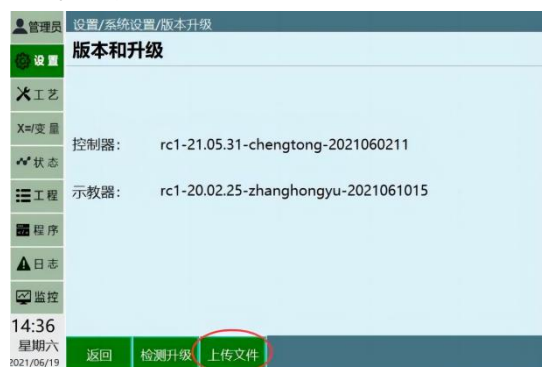 管理员
设置/系统设置/版本升级
设置
版本和升级
工艺
X=/变量
控制器： rc1-21.05.31-chengtong-2021060211
状态
工程
示教器： rc1-20.02.25-zhanghongyu-2021061015
程序
日志
监控
14:36
星期六
2021/06/19
返回
检测升级
上传文件